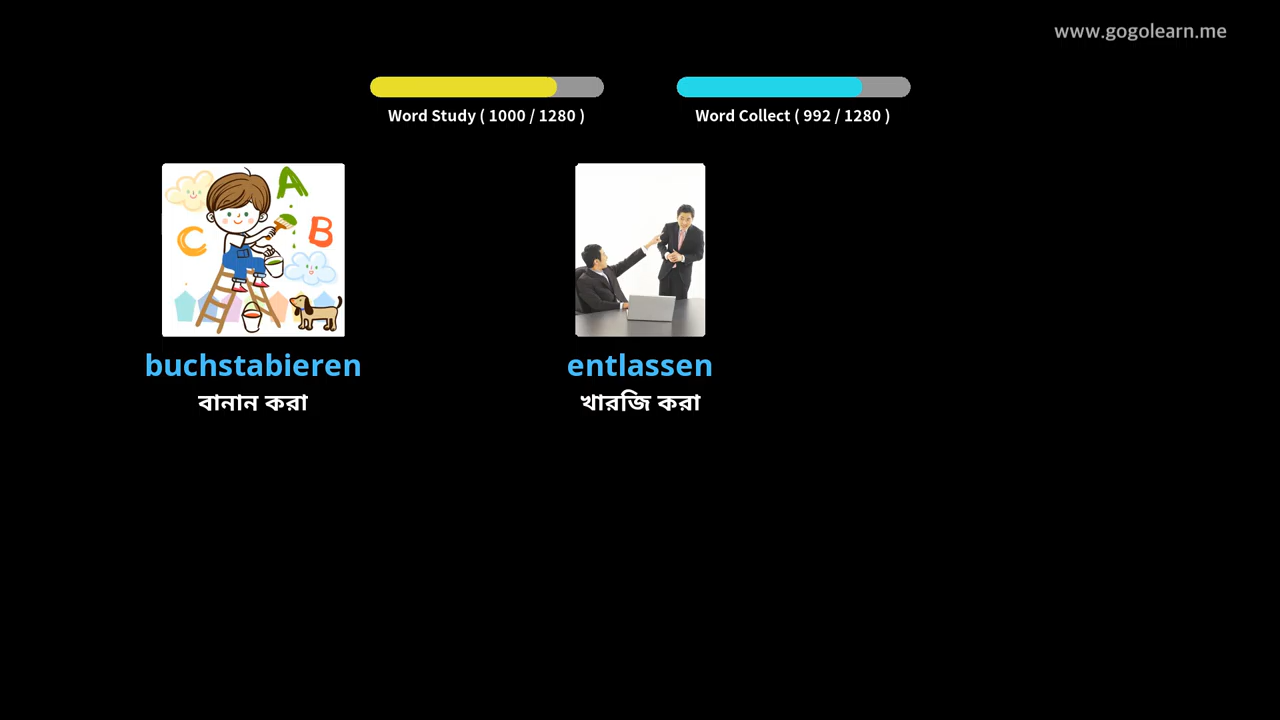 www.gogolearn.me
Word Study ( 1000 / 1280 )
Word Collect ( 992 / 1280 )
A
B
C
buchstabieren
entlassen
বানান করা
খারজি করা